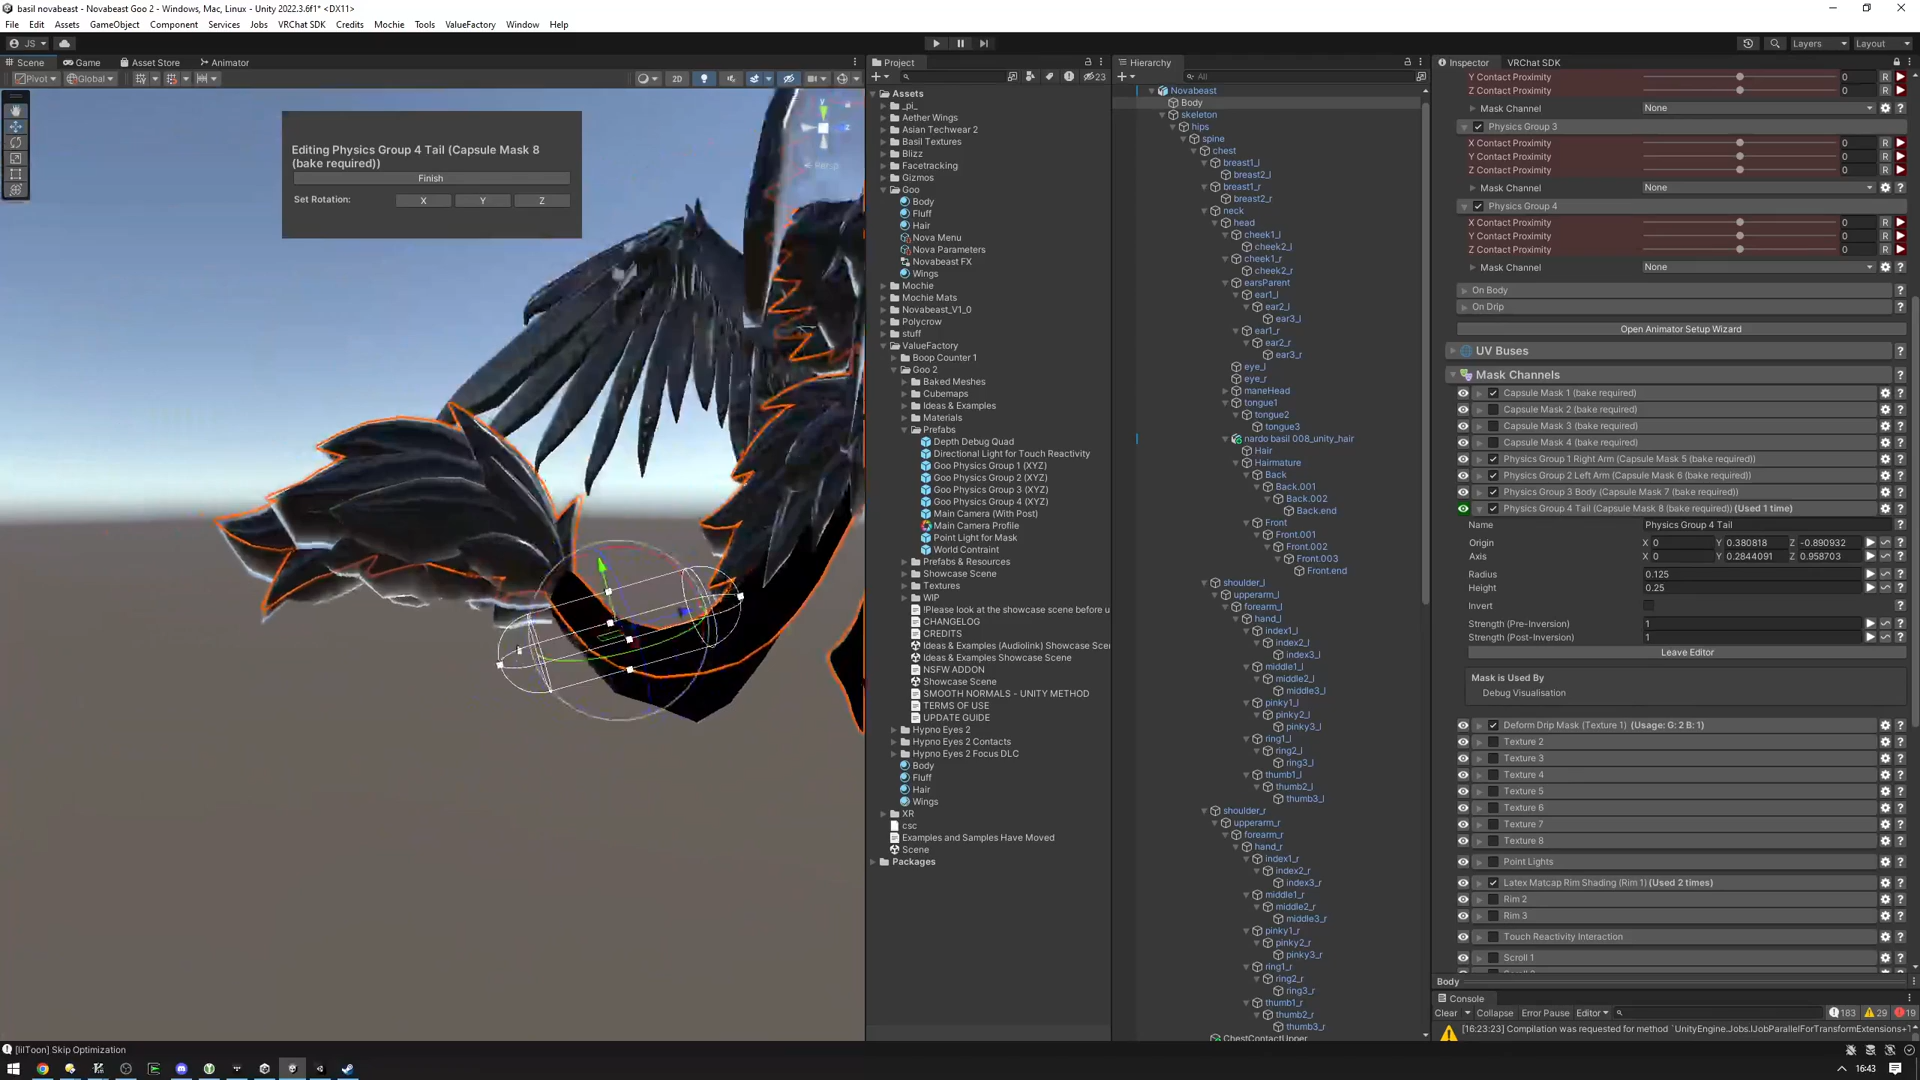 basil novabeast - Novabeast Goo 2 - Windows, Mac, Linux - Unity 2022.3.6f1* <DX11>
File Edit Assets GameObject Component Services Jobs VRChat SDK Credits Mochie Tools ValueFactory Window Help
JS Layers Layout
Scene Game Asset Store Animator
Pivot Global 2D
Editing Physics Group 4 Tail (Capsule Mask 8
(bake required))
Finish
Set Rotation: X Y Z
y
z
Persp
Project
23
Assets
_pi_
Aether Wings
Asian Techwear 2
Basil Textures
Blizz
Facetracking
Gizmos
Goo
Body
Fluff
Hair
Nova Menu
Nova Parameters
Novabeast FX
Wings
Mochie
Mochie Mats
Novabeast_V1_0
Polycrow
stuff
ValueFactory
Boop Counter 1
Goo 2
Baked Meshes
Cubemaps
Ideas & Examples
Materials
Prefabs
Depth Debug Quad
Directional Light for Touch Reactivity
Goo Physics Group 1 (XYZ)
Goo Physics Group 2 (XYZ)
Goo Physics Group 3 (XYZ)
Goo Physics Group 4 (XYZ)
Main Camera (With Post)
Main Camera Profile
Point Light for Mask
World Contraint
Prefabs & Resources
Showcase Scene
Textures
WIP
!Please look at the showcase scene before u
CHANGELOG
CREDITS
Ideas & Examples (Audiolink) Showcase Scen
Ideas & Examples Showcase Scene
NSFW ADDON
Showcase Scene
SMOOTH NORMALS - UNITY METHOD
TERMS OF USE
UPDATE GUIDE
Hypno Eyes 2
Hypno Eyes 2 Contacts
Hypno Eyes 2 Focus DLC
Body
Fluff
Hair
Wings
XR
csc
Examples and Samples Have Moved
Scene
Packages
Hierarchy
All
Novabeast
Body
skeleton
hips
spine
chest
breast1_l
breast2_l
breast1_r
breast2_r
neck
head
cheek1_l
cheek2_l
cheek1_r
cheek2_r
earsParent
ear1_l
ear2_l
ear3_l
ear1_r
ear2_r
ear3_r
eye_l
eye_r
maneHead
tongue1
tongue2
tongue3
nardo basil 008_unity_hair
Hair
Hairmature
Back
Back.001
Back.002
Back.end
Front
Front.001
Front.002
Front.003
Front.end
shoulder_l
upperarm_l
forearm_l
hand_l
index1_l
index2_l
index3_l
middle1_l
middle2_l
middle3_l
pinky1_l
pinky2_l
pinky3_l
ring1_l
ring2_l
ring3_l
thumb1_l
thumb2_l
thumb3_l
shoulder_r
upperarm_r
forearm_r
hand_r
index1_r
index2_r
index3_r
middle1_r
middle2_r
middle3_r
pinky1_r
pinky2_r
pinky3_r
ring1_r
ring2_r
ring3_r
thumb1_r
thumb2_r
thumb3_r
ChestContactUpper
Inspector VRChat SDK
Y Contact Proximity 0 R
Z Contact Proximity 0 R
Mask Channel None ?
Physics Group 3
X Contact Proximity 0 R
Y Contact Proximity 0 R
Z Contact Proximity 0 R
Mask Channel None ?
Physics Group 4
X Contact Proximity 0 R
Y Contact Proximity 0 R
Z Contact Proximity 0 R
Mask Channel None ?
On Body
On Drip
Open Animator Setup Wizard
UV Buses ?
Mask Channels ?
Capsule Mask 1 (bake required) ?
Capsule Mask 2 (bake required) ?
Capsule Mask 3 (bake required) ?
Capsule Mask 4 (bake required) ?
Physics Group 1 Right Arm (Capsule Mask 5 (bake required)) ?
Physics Group 2 Left Arm (Capsule Mask 6 (bake required)) ?
Physics Group 3 Body (Capsule Mask 7 (bake required)) ?
Physics Group 4 Tail (Capsule Mask 8 (bake required)) (Used 1 time) ?
Name Physics Group 4 Tail ?
Origin X 0 Y 0.380818 Z -0.890932 ?
Axis X 0 Y 0.2844091 Z 0.958703 ?
Radius 0.125 ?
Height 0.25 ?
Invert ?
Strength (Pre-Inversion) 1 ?
Strength (Post-Inversion) 1 ?
Leave Editor
Mask is Used By
Debug Visualisation
Deform Drip Mask (Texture 1) (Usage: G: 2 B: 1) ?
Texture 2 ?
Texture 3 ?
Texture 4 ?
Texture 5 ?
Texture 6 ?
Texture 7 ?
Texture 8 ?
Point Lights ?
Latex Matcap Rim Shading (Rim 1) (Used 2 times) ?
Rim 2 ?
Rim 3 ?
Touch Reactivity Interaction ?
Scroll 1 ?
Body
Console
Clear Collapse Error Pause Editor 183 29 19
[16:23:23] Compilation was requested for method `UnityEngine.Jobs.IJobParallelForTransformExtensions+T
[lilToon] Skip Optimization
16:43